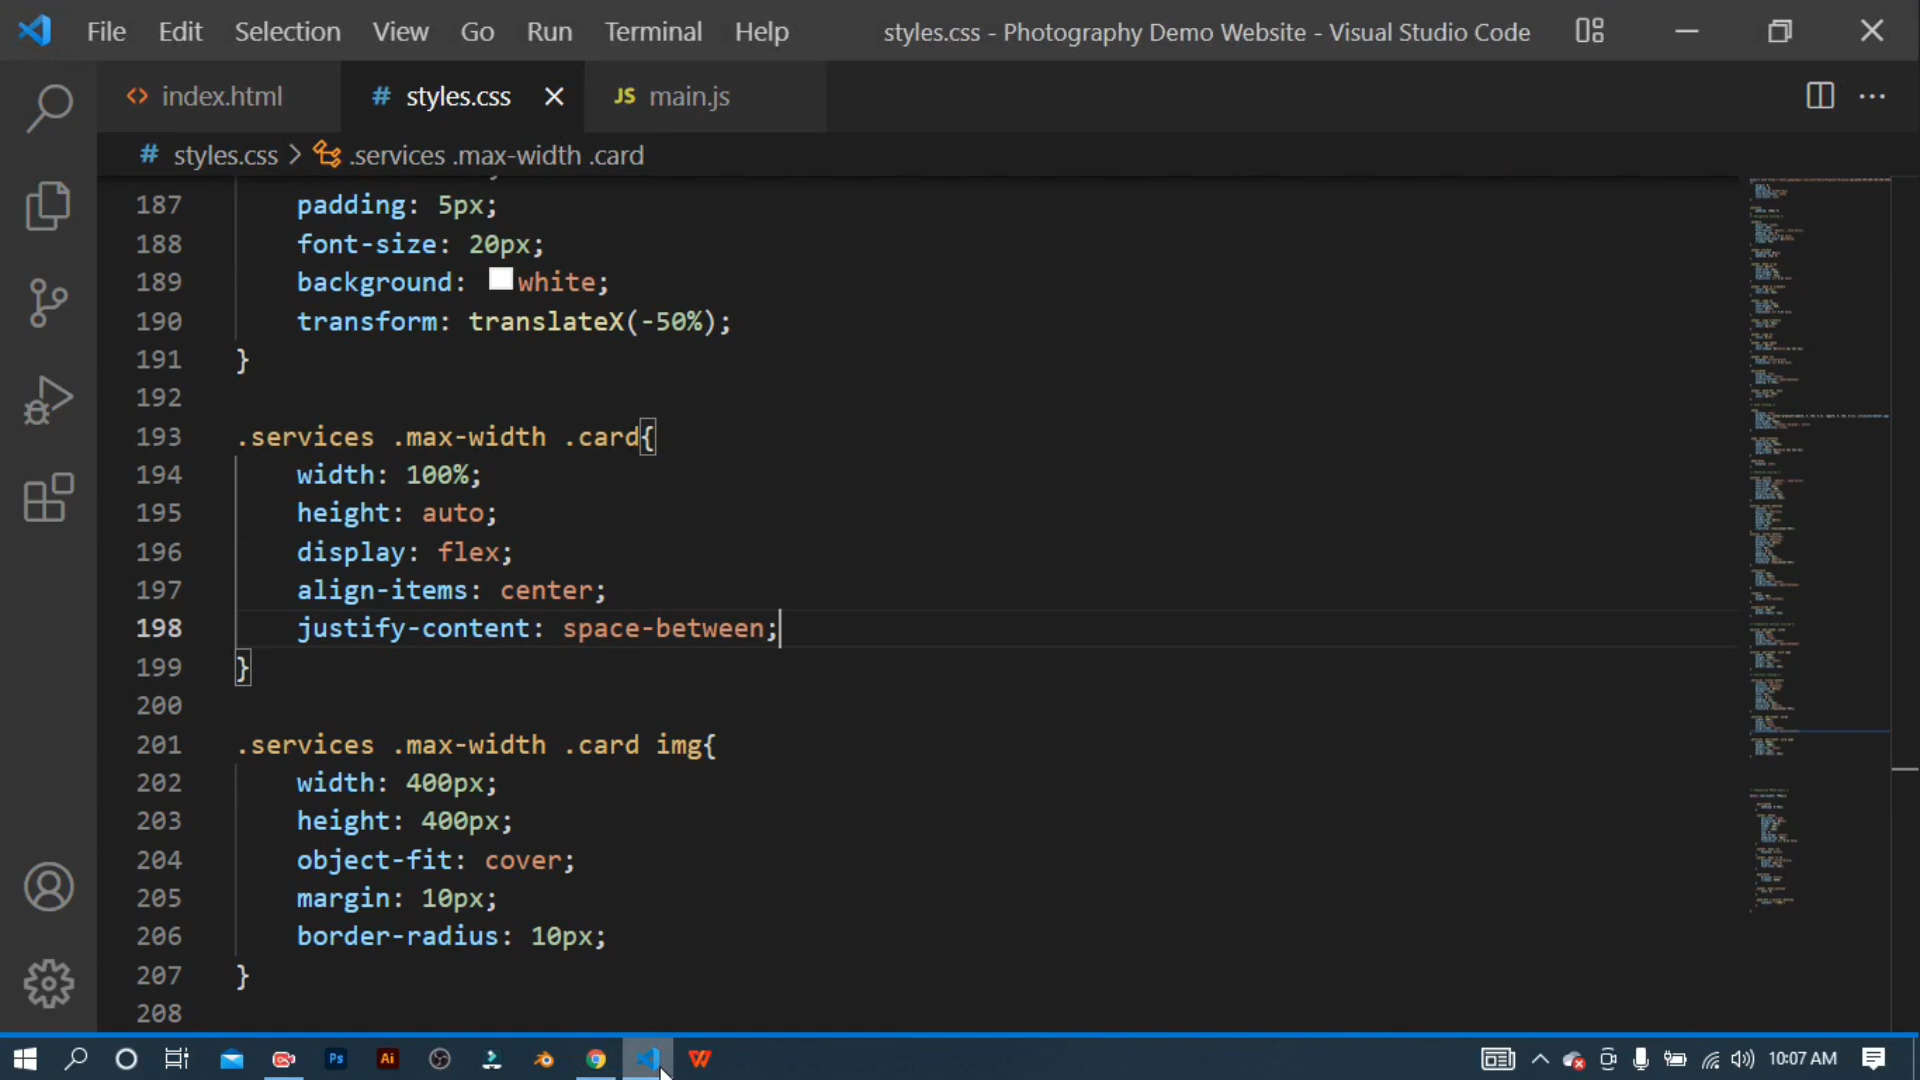 File Edit Selection View Go Run Terminal Help styles.css - Photography Demo Website - Visual Studio Code
<> index.html # styles.css JS main.js
# styles.css > .services .max-width .card
187 padding: 5px;
188 font-size: 20px;
189 background: white;
190 transform: translateX(-50%);
191 }
192
193 .services .max-width .card{
194 width: 100%;
195 height: auto;
196 display: flex;
197 align-items: center;
198 justify-content: space-between;
199 }
200
201 .services .max-width .card img{
202 width: 400px;
203 height: 400px;
204 object-fit: cover;
205 margin: 10px;
206 border-radius: 10px;
207 }
208
Ps Ai W 10:07 AM